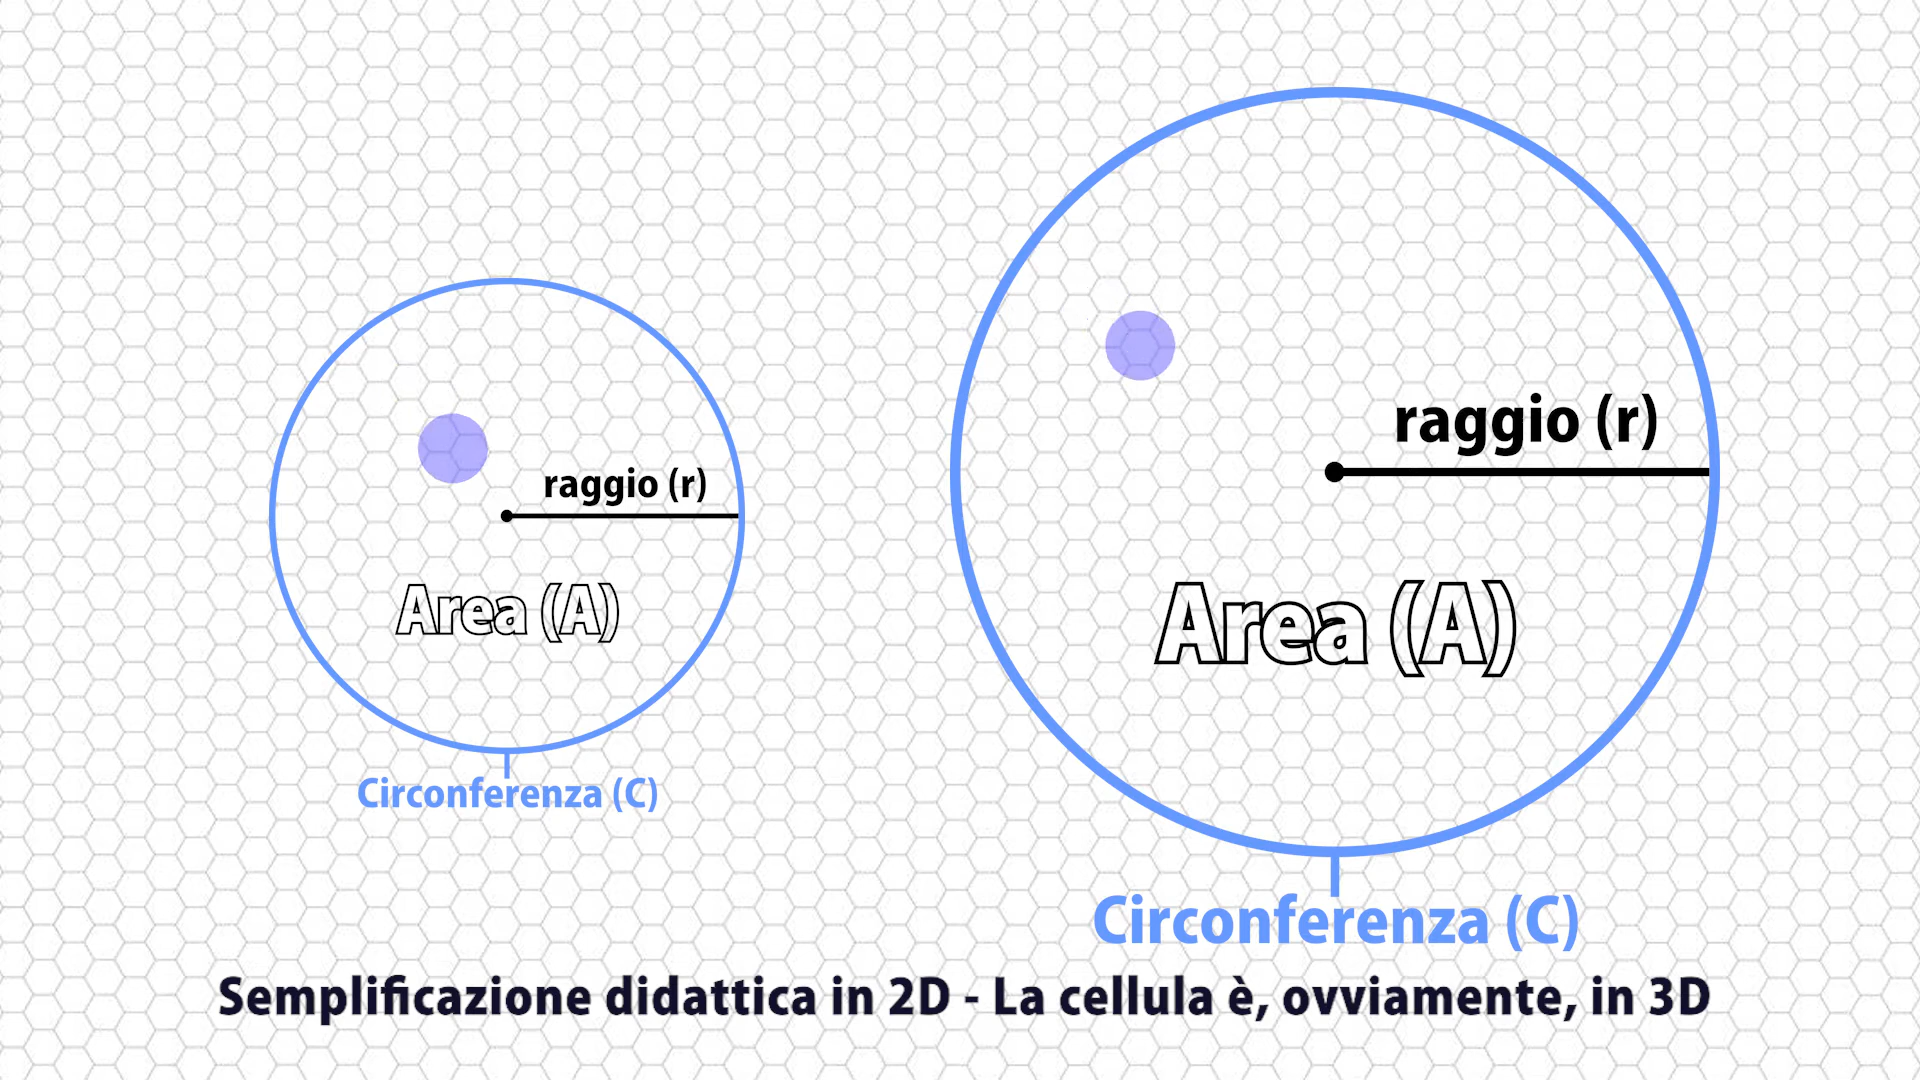 raggio (r)
Area (A)
Circonferenza (C)
raggio (r)
Area (A)
Circonferenza (C)
Semplificazione didattica in 2D - La cellula è, ovviamente, in 3D